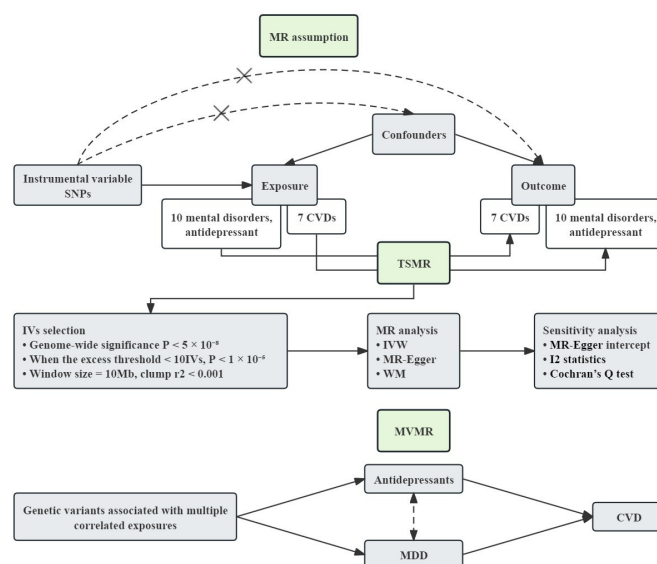 MR assumption
Confounders
Instrumental variable
SNPs
Exposure
Outcome
10 mental disorders,
antidepressant
7 CVDs
7 CVDs
10 mental disorders,
antidepressant
TSMR
IVs selection
• Genome-wide significance P < 5 × 10⁻⁸
• When the excess threshold < 10IVs, P < 1 × 10⁻⁵
• Window size = 10Mb, clump r2 < 0.001
MR analysis
• IVW
• MR-Egger
• WM
Sensitivity analysis
• MR-Egger intercept
• I2 statistics
• Cochran's Q test
MVMR
Antidepressants
Genetic variants associated with multiple
correlated exposures
CVD
MDD